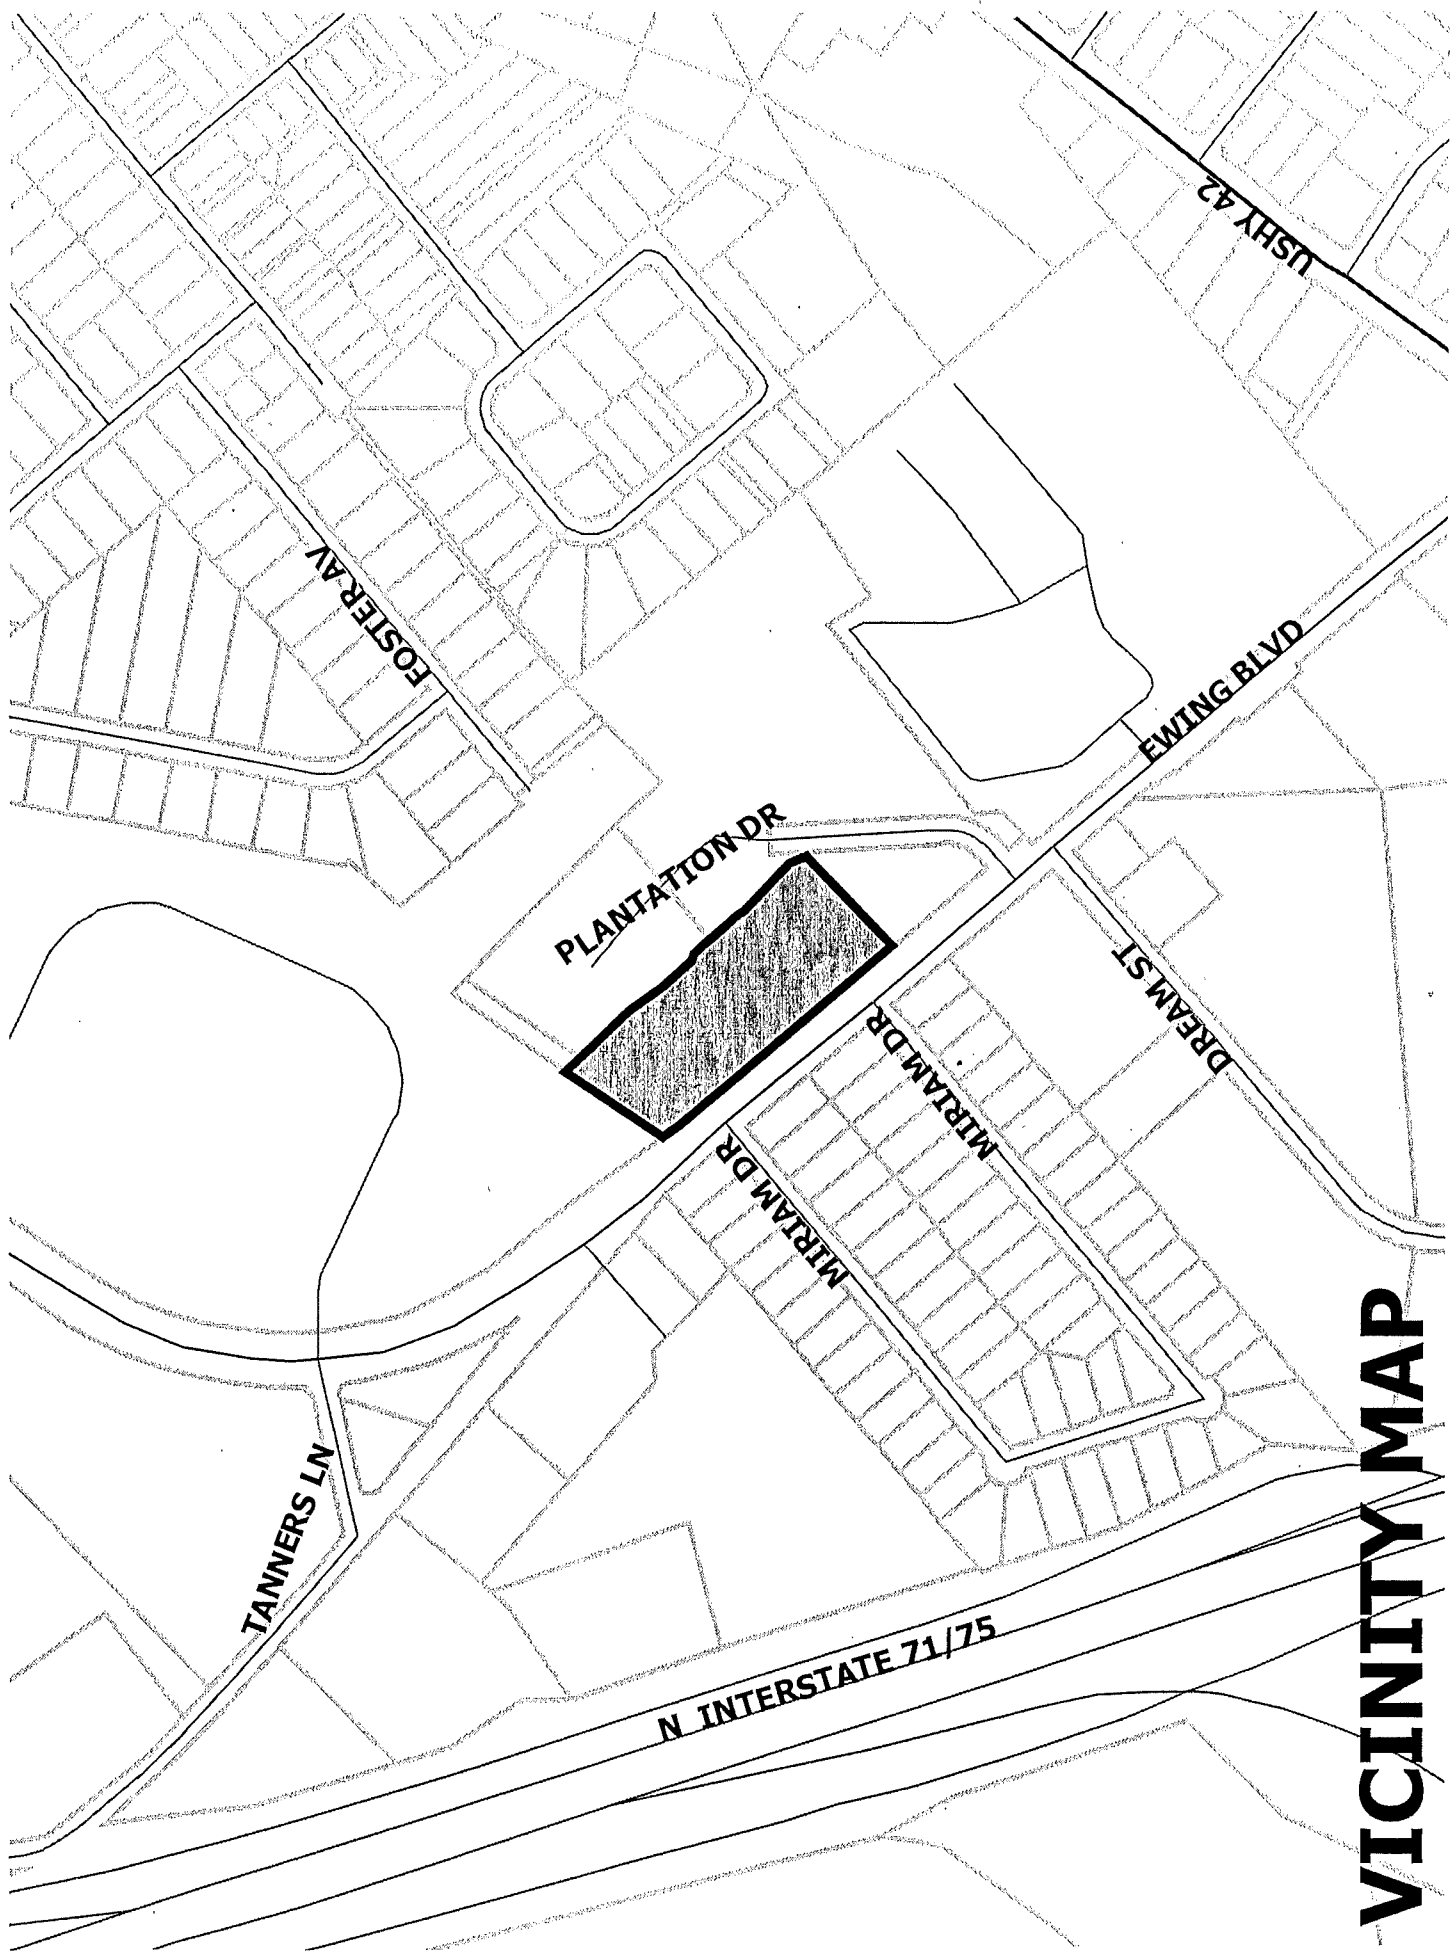 USHY 42
FOSTER AV
EWING BLVD
PLANTATION DR
DREAM ST
MIRIAM DR
MIRIAM DR
TANNERS LN
N INTERSTATE 71/75
VICINITY MAP